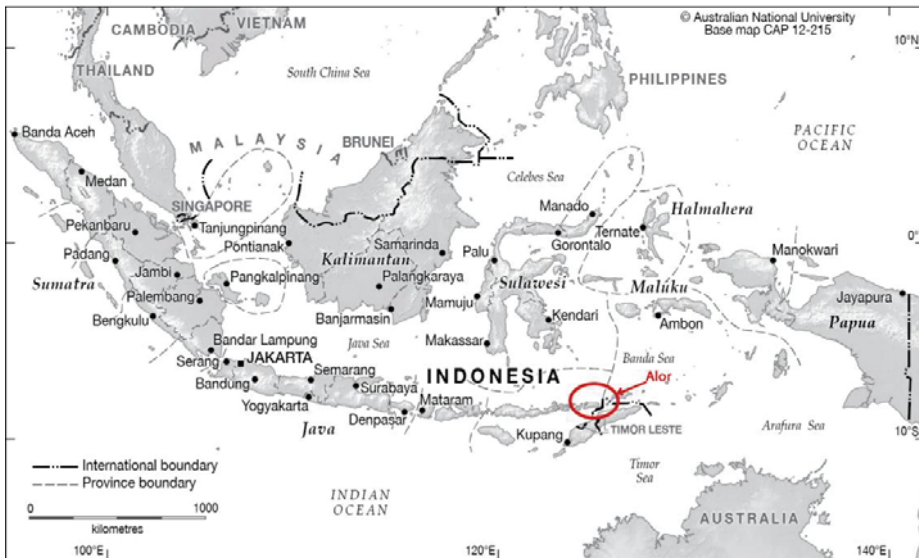 © Australian National University
Base map CAP 12-215
CAMBODIA
VIETNAM
10°N
THAILAND
South China Sea
PHILIPPINES
PACIFIC
OCEAN
Banda Aceh
MALAYSIA
BRUNEI
Medan
Celebes Sea
SINGAPORE
Manado
Halmahera
Tanjungpinang
Ternate
Pekanbaru
Pontianak
Gorontalo
0°
Samarinda
Palu
Manokwari
Padang
Kalimantan
Jambi
Pangkalpinang
Palangkaraya
Sulawesi
Maluku
Sumatra
Mamuju
Jayapura
Palembang
Kendari
Bengkulu
Banjarmasin
Ambon
Papua
Bandar Lampung
Java Sea
Makassar
Serang
JAKARTA
Banda Sea
Semarang
INDONESIA
Alor
Bandung
Surabaya
Mataram
Yogyakarta
Denpasar
TIMOR LESTE
Arafura Sea
10°S
Java
Kupang
International boundary
Timor
Sea
Province boundary
INDIAN
OCEAN
0
1000
kilometres
AUSTRALIA
100°E
120°E
140°E